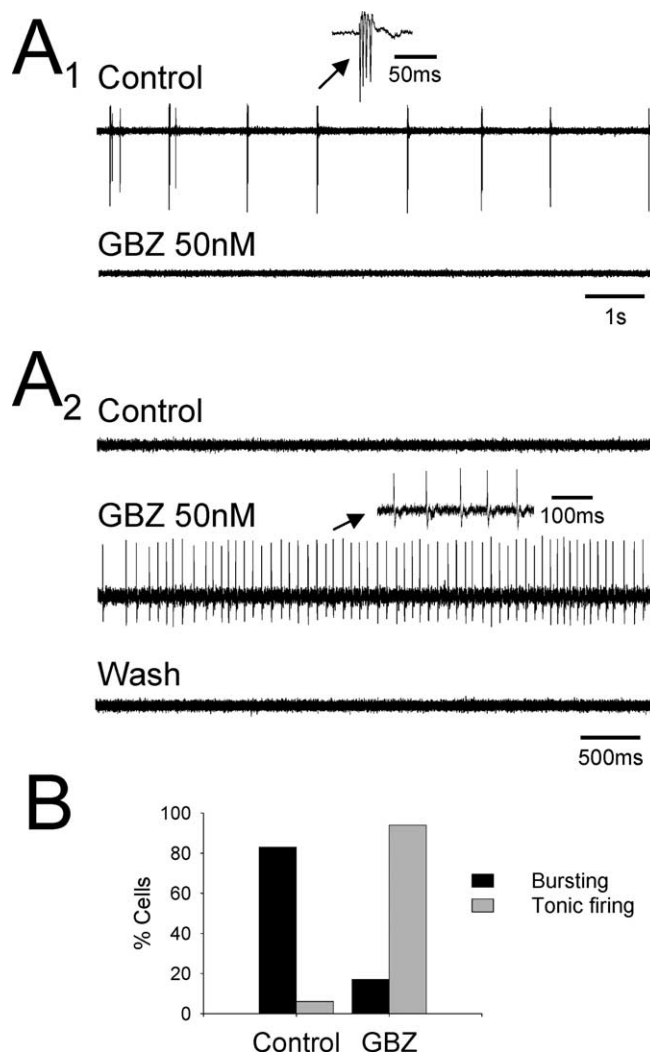 A1
Control
50ms
GBZ 50nM
1s
A2
Control
GBZ 50nM
100ms
Wash
500ms
B
100
80
60
40
20
0
% Cells
Bursting
Tonic firing
Control GBZ